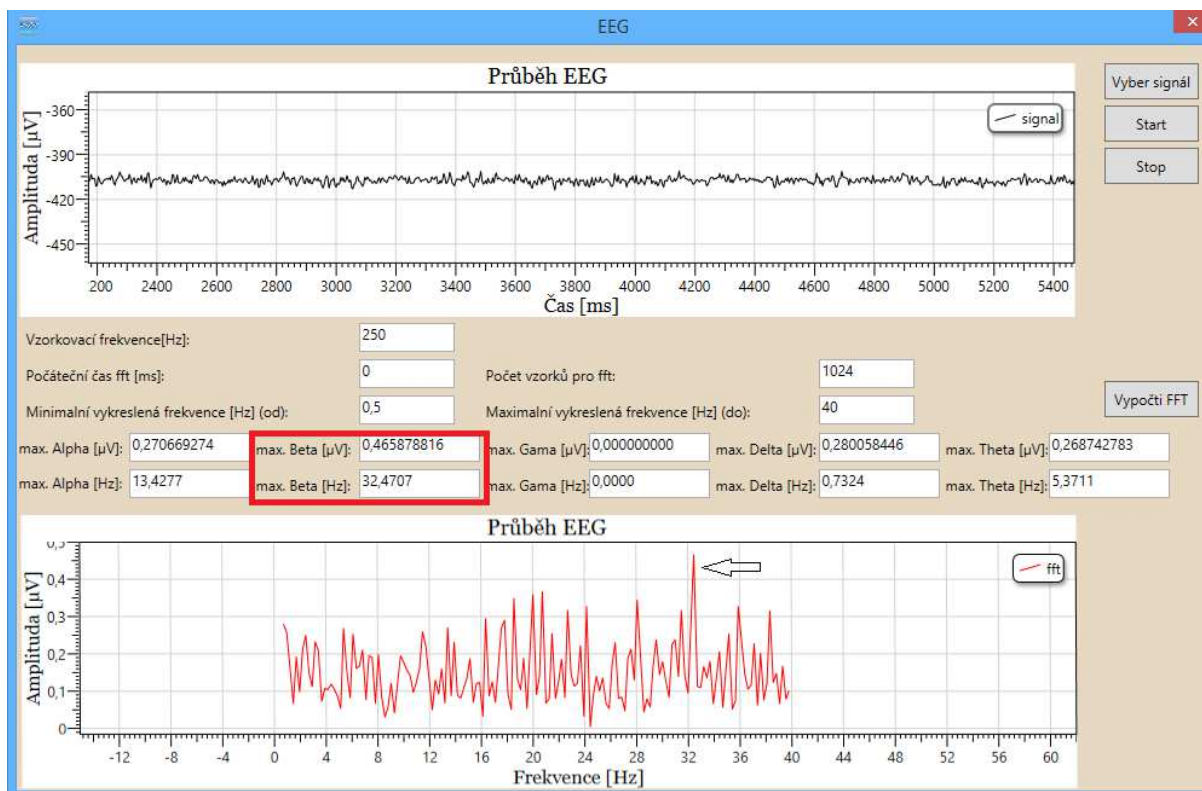 EEG
Průběh EEG
Vyber signál
Start
Stop
signal
Amplituda [µV]
-360
-390
-420
-450
200 2400 2600 2800 3000 3200 3400 3600 3800 4000 4200 4400 4600 4800 5000 5200 5400
Čas [ms]
Vzorkovací frekvence[Hz]: 250
Počáteční čas fft [ms]: 0 Počet vzorků pro fft: 1024
Minimalní vykreslená frekvence [Hz] (od): 0,5 Maximalní vykreslená frekvence [Hz] (do): 40
Vypočti FFT
max. Alpha [µV]: 0,270669274 max. Beta [µV]: 0,465878816 max. Gama [µV]: 0,000000000 max. Delta [µV]: 0,280058446 max. Theta [µV]: 0,268742783
max. Alpha [Hz]: 13,4277 max. Beta [Hz]: 32,4707 max. Gama [Hz]: 0,0000 max. Delta [Hz]: 0,7324 max. Theta [Hz]: 5,3711
Průběh EEG
fft
Amplituda [µV]
0,5
0,4
0,3
0,2
0,1
0
-12 -8 -4 0 4 8 12 16 20 24 28 32 36 40 44 48 52 56 60
Frekvence [Hz]